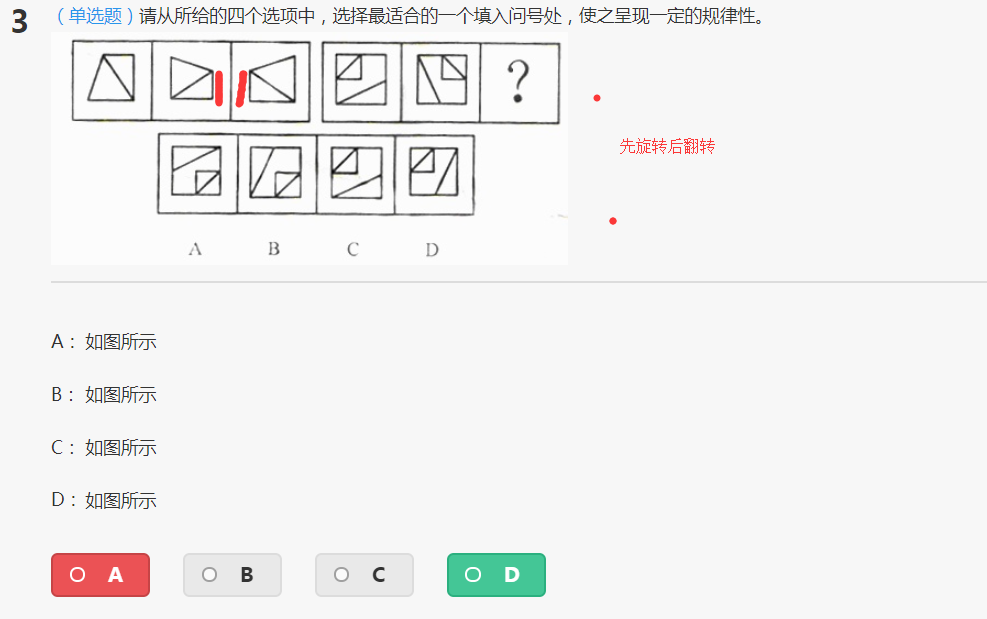 3 （单选题）请从所给的四个选项中，选择最适合的一个填入问号处，使之呈现一定的规律性。
?
先旋转后翻转
A B C D
A： 如图所示
B： 如图所示
C： 如图所示
D： 如图所示
A B C D